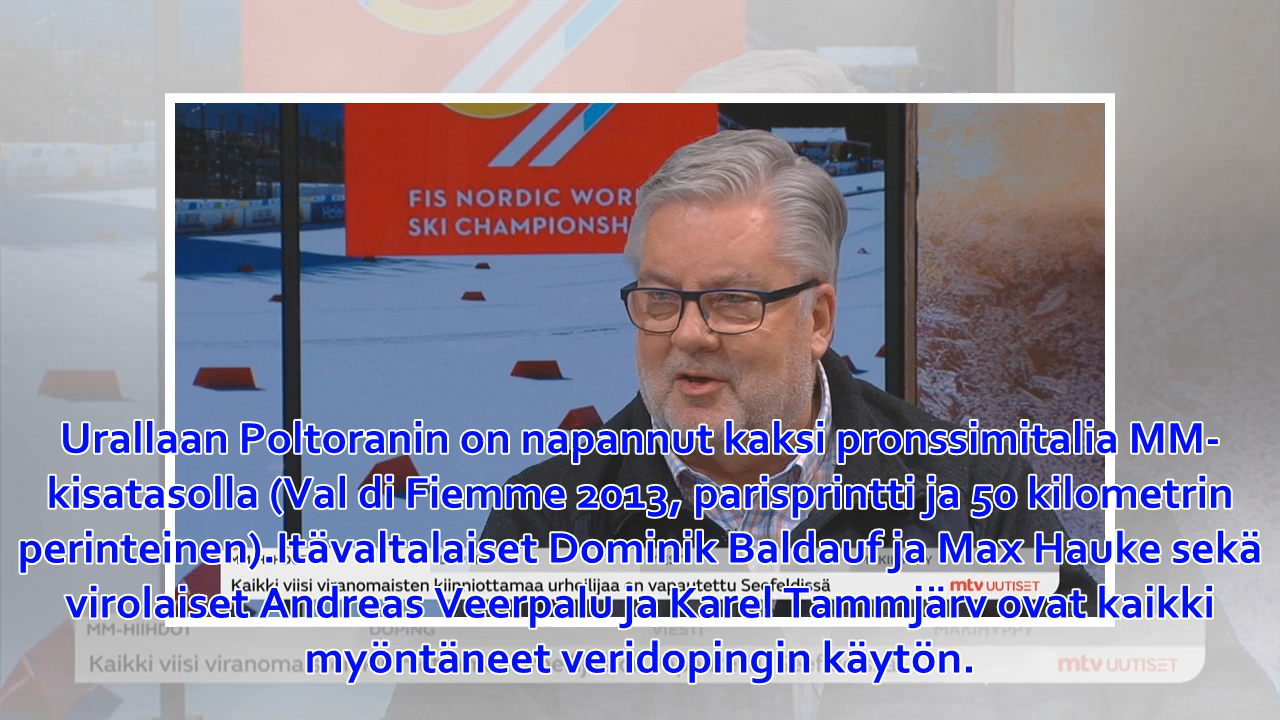 FIS NORDIC WORL
SKI CHAMPIONSH
Urallaan Poltoranin on napannut kaksi pronssimitalia MM-
kisatasolla (Val di Fiemme 2013, parisprintti ja 50 kilometrin
perinteinen). Itävaltalaiset Dominik Baldauf ja Max Hauke sekä
Kaikki viisi viranomaisten kiinniottamaa urheilijaa on vapautettu Seefeldissä
mtv UUTISET
virolaiset Andreas Veerpalu ja Karel Tammjärv ovat kaikki
MM-HIIHDOT DOPING VIESTI MÄKIHYPPY
myöntäneet veridopingin käytön.
Kaikki viisi viranoma
mtv UUTISET